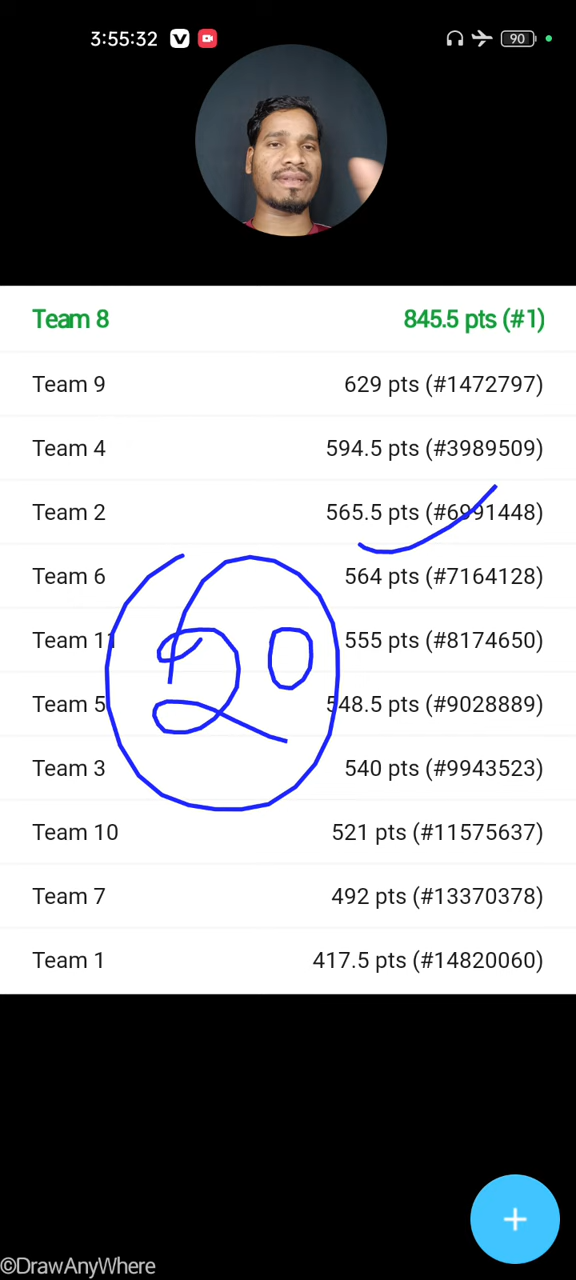 3:55:32 90
Team 8 845.5 pts (#1)
Team 9 629 pts (#1472797)
Team 4 594.5 pts (#3989509)
Team 2 565.5 pts (#6991448)
Team 6 564 pts (#7164128)
Team 11 555 pts (#8174650)
20
Team 5 548.5 pts (#9028889)
Team 3 540 pts (#9943523)
Team 10 521 pts (#11575637)
Team 7 492 pts (#13370378)
Team 1 417.5 pts (#14820060)
+
©DrawAnyWhere